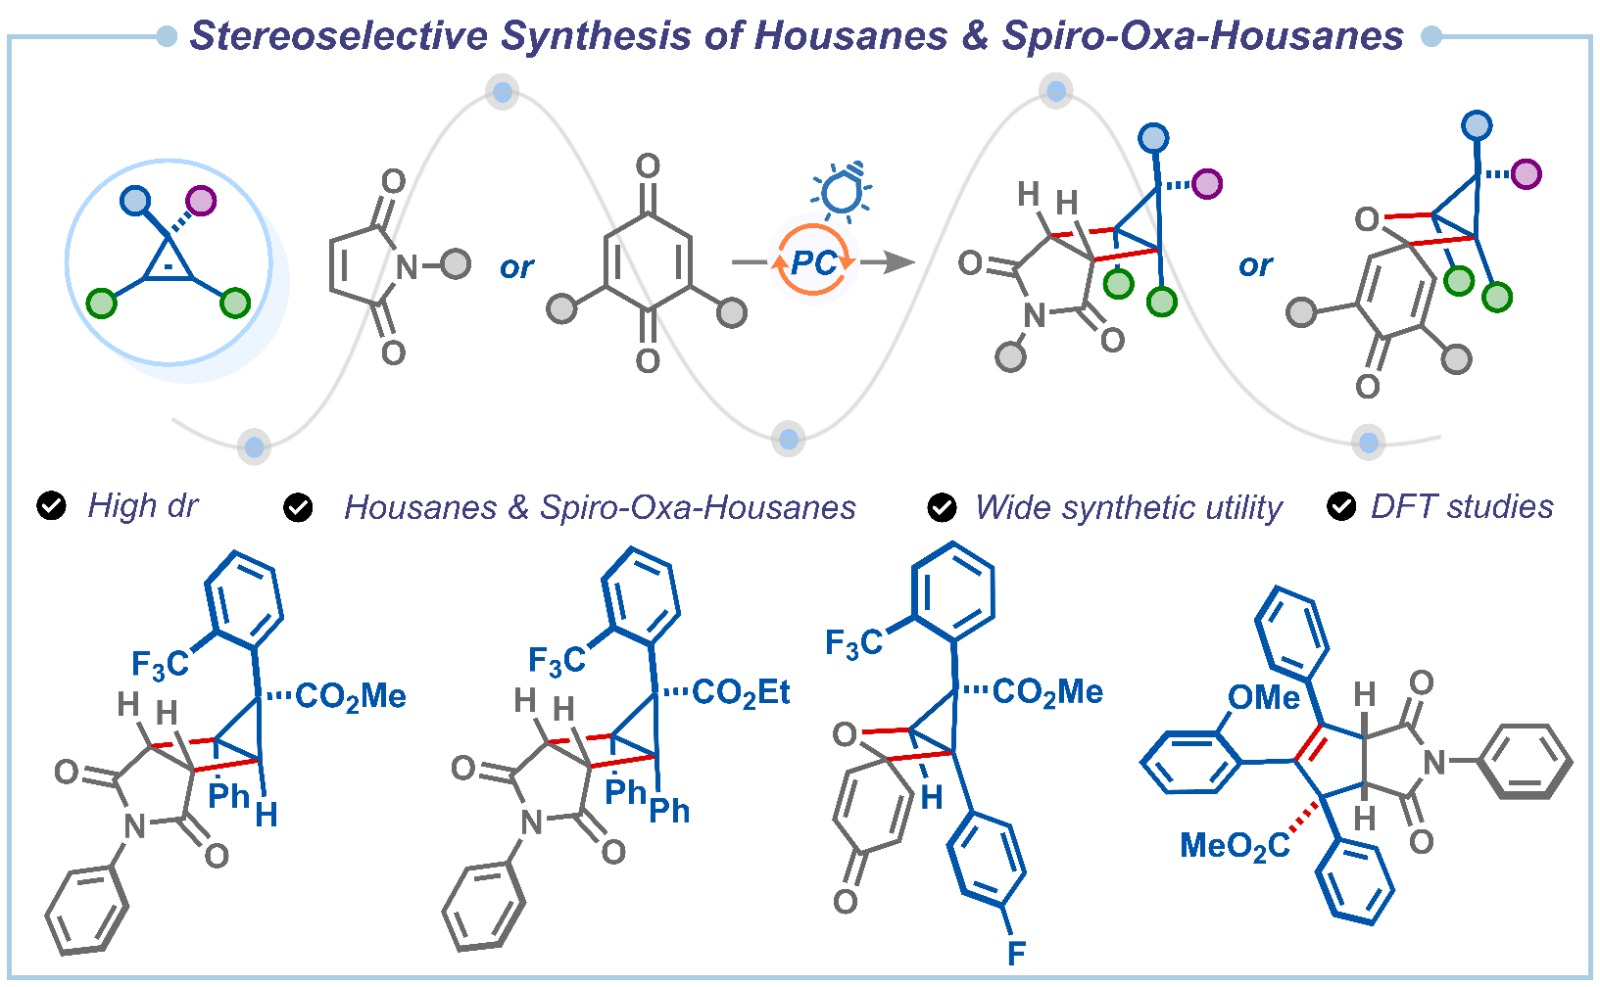 Stereoselective Synthesis of Housanes & Spiro-Oxa-Housanes
O
O
N
or
O
O
PC
H
H
O
N
O
or
O
O
High dr
Housanes & Spiro-Oxa-Housanes
Wide synthetic utility
DFT studies
F3C
H
H
CO2Me
O
Ph
H
N
O
F3C
H
H
CO2Et
O
Ph
Ph
N
O
F3C
CO2Me
O
H
O
F
OMe
H
O
N
H
O
MeO2C